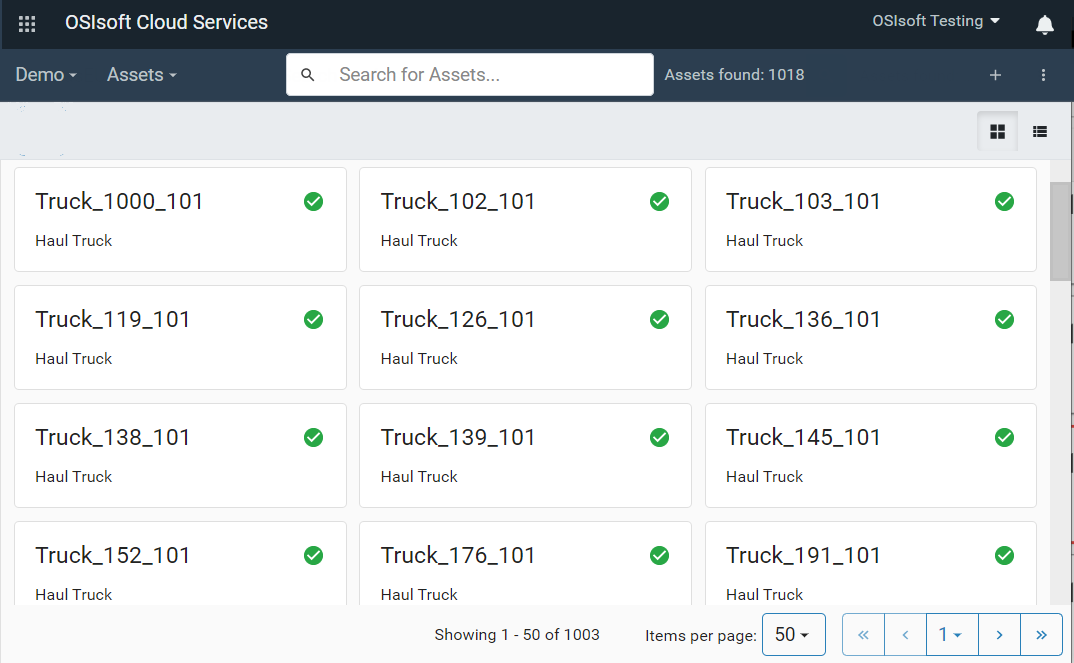 OSIsoft Cloud Services
OSIsoft Testing
Demo
Assets
Search for Assets...
Assets found: 1018
Truck_1000_101
Haul Truck
Truck_102_101
Haul Truck
Truck_103_101
Haul Truck
Truck_119_101
Haul Truck
Truck_126_101
Haul Truck
Truck_136_101
Haul Truck
Truck_138_101
Haul Truck
Truck_139_101
Haul Truck
Truck_145_101
Haul Truck
Truck_152_101
Haul Truck
Truck_176_101
Haul Truck
Truck_191_101
Haul Truck
Showing 1 - 50 of 1003
Items per page: 50
« ‹ 1 › »